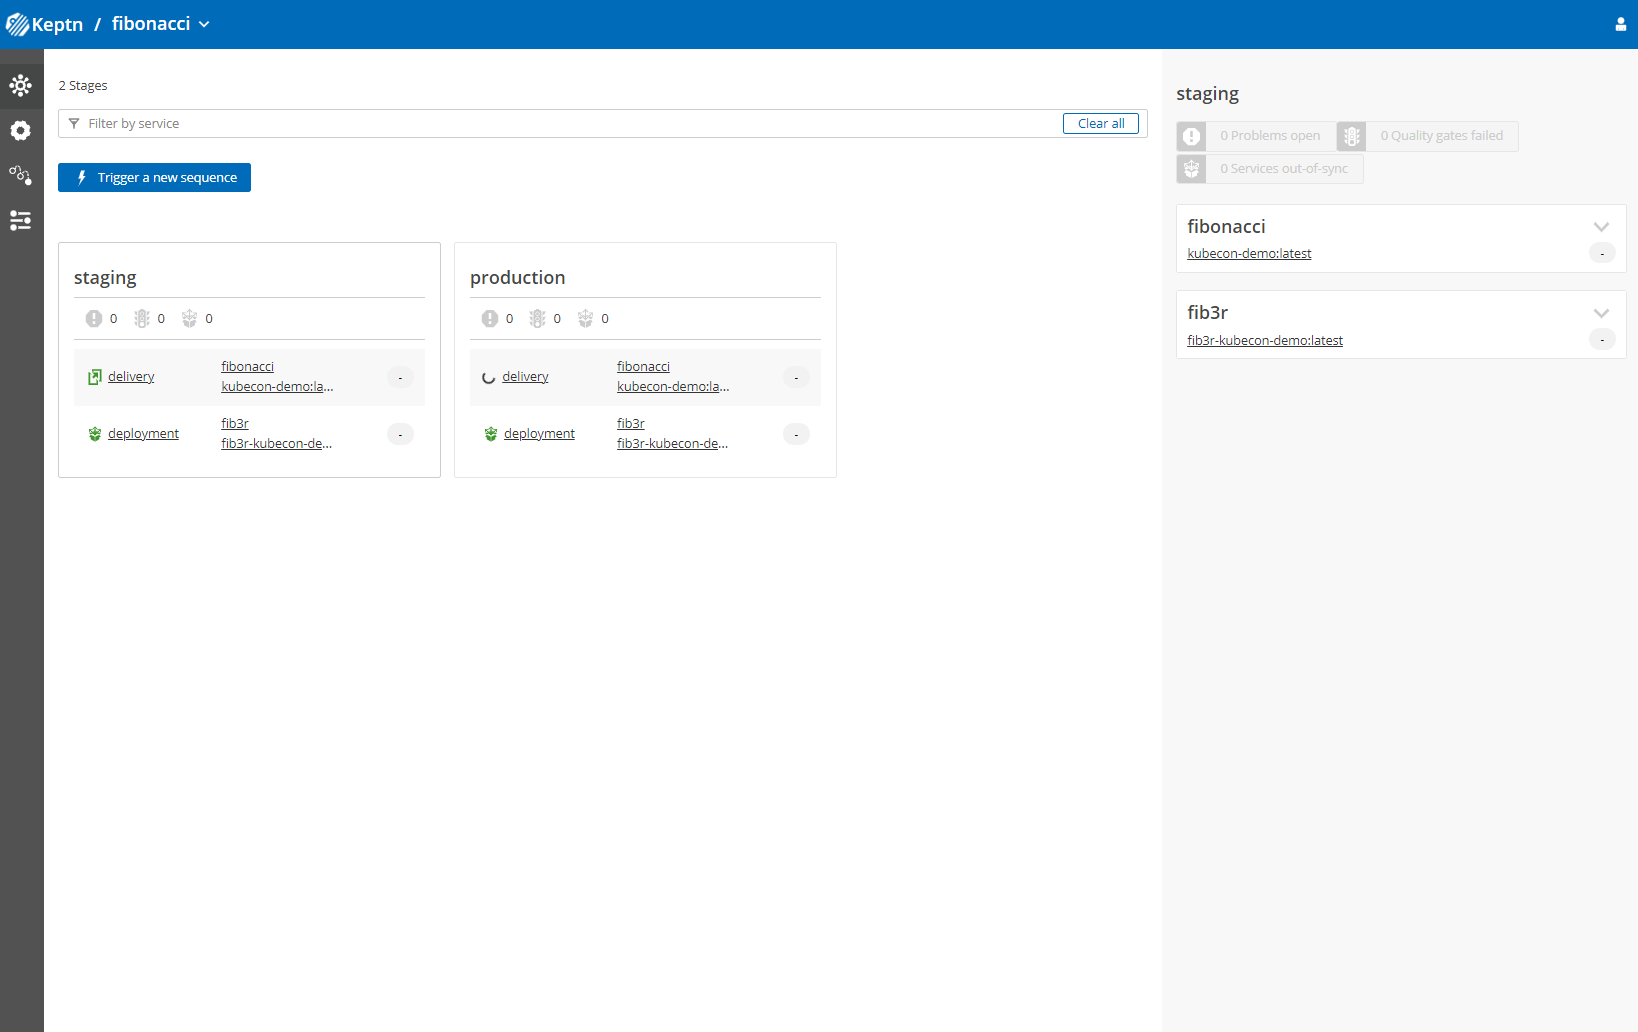 Keptn / fibonacci
2 Stages
Filter by service
Clear all
Trigger a new sequence
staging
0 0 0
delivery
fibonacci
kubecon-demo:la...
-
deployment
fib3r
fib3r-kubecon-de...
-
production
0 0 0
delivery
fibonacci
kubecon-demo:la...
-
deployment
fib3r
fib3r-kubecon-de...
-
staging
0 Problems open
0 Quality gates failed
0 Services out-of-sync
fibonacci
kubecon-demo:latest
-
fib3r
fib3r-kubecon-demo:latest
-